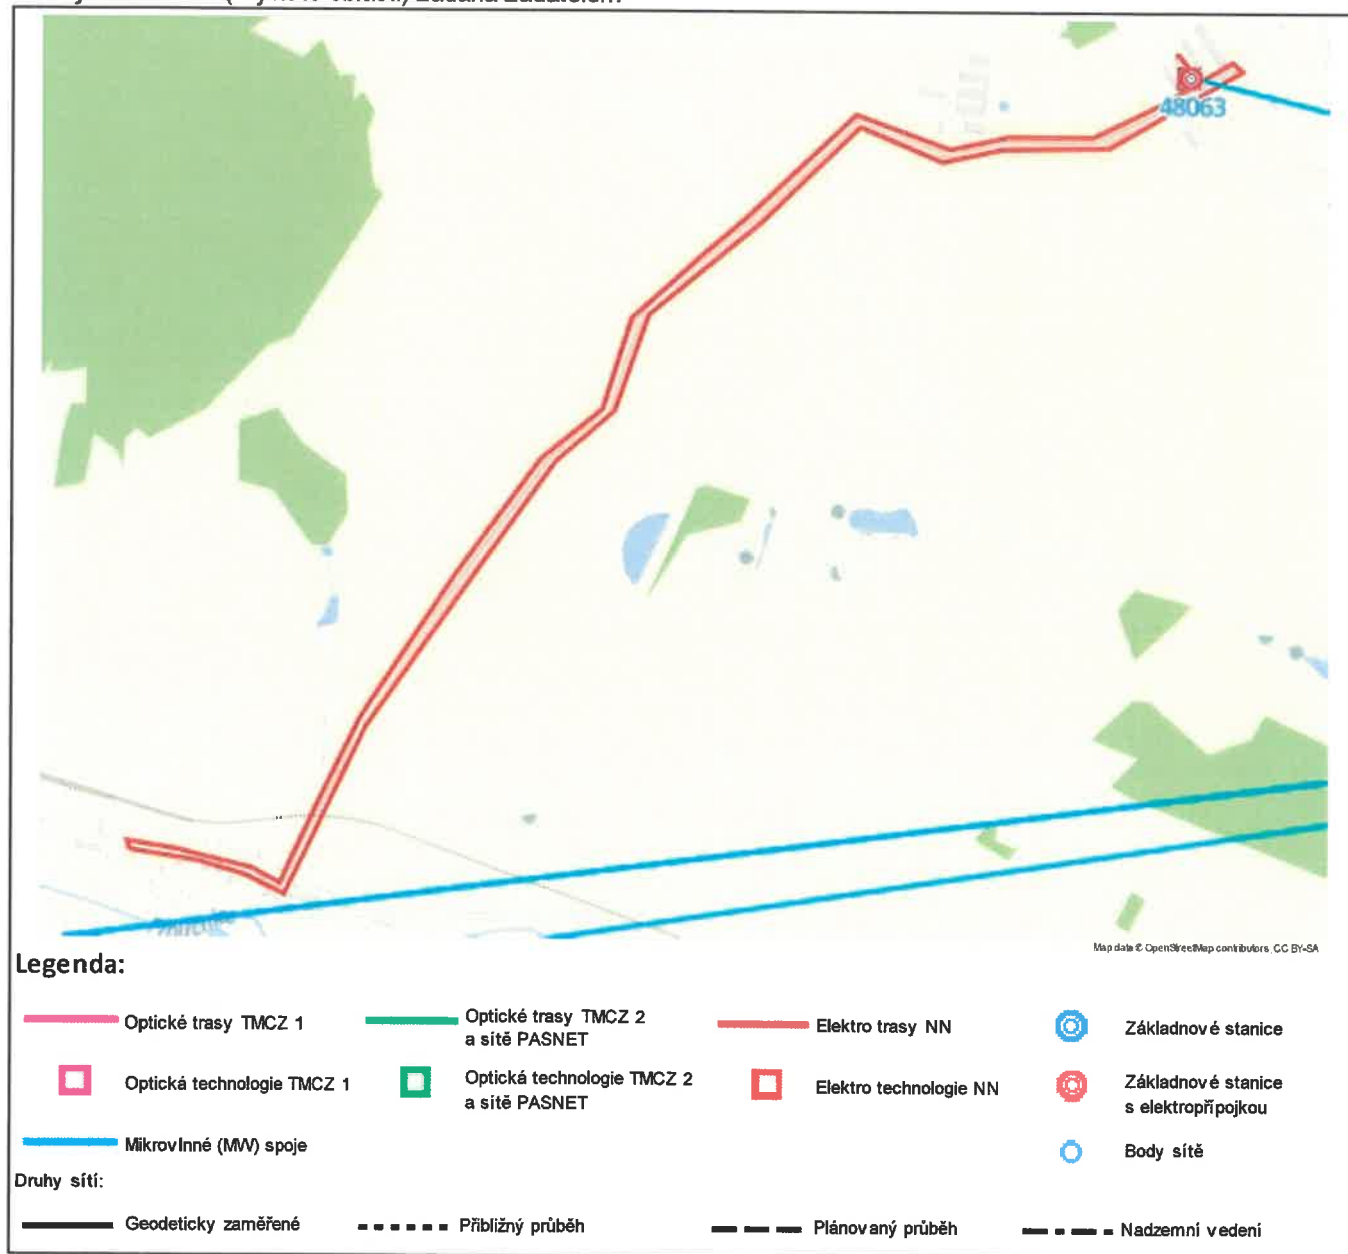 48063
Map data © OpenStreetMap contributors, CC BY-SA
Legenda:
Optické trasy TMCZ 1
Optické trasy TMCZ 2
a sítě PASNET
Elektro trasy NN
Základnové stanice
Optická technologie TMCZ 1
Optická technologie TMCZ 2
a sítě PASNET
Elektro technologie NN
Základnové stanice
s elektropřípojkou
Mikrovlnné (MW) spoje
Body sítě
Druhy sítí:
Geodeticky zaměřené
Přibližný průběh
Plánovaný průběh
Nadzemní vedení